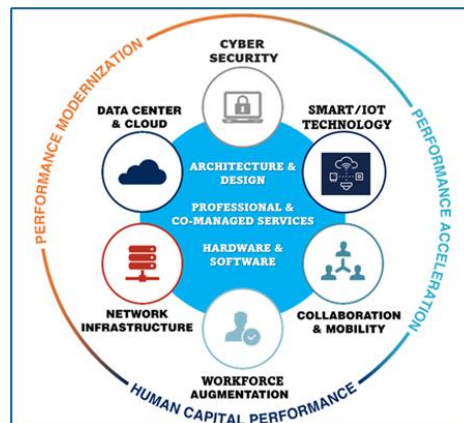 PERFORMANCE MODERNIZATION
CYBER
SECURITY
DATA CENTER
& CLOUD
SMART/IOT
TECHNOLOGY
PERFORMANCE ACCELERATION
ARCHITECTURE &
DESIGN
PROFESSIONAL &
CO-MANAGED SERVICES
HARDWARE &
SOFTWARE
NETWORK
INFRASTRUCTURE
COLLABORATION
& MOBILITY
WORKFORCE
AUGMENTATION
HUMAN CAPITAL PERFORMANCE